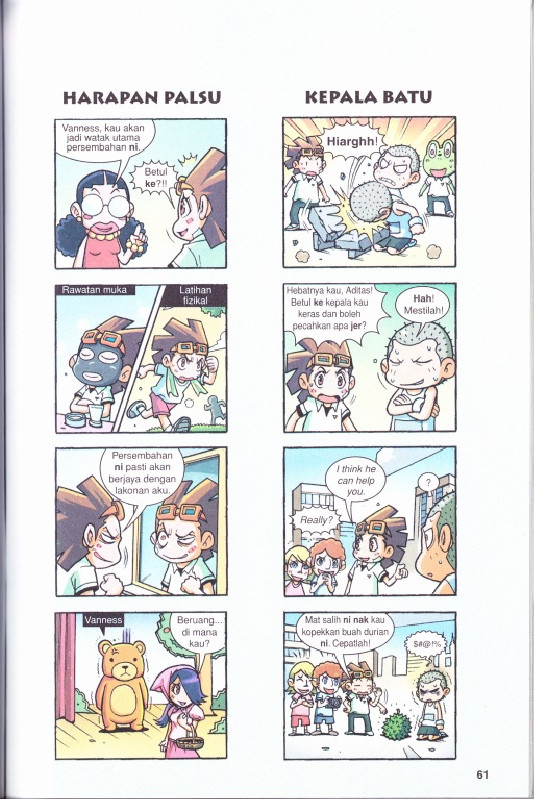 HARAPAN PALSU
Vanness, kau akan
jadi watak utama
persembahan nii.
Betul
ke?!!
Rawatan muka
Latihan
fizikal
Persembahan
ni pasti akan
berjaya dengan
lakonan aku.
Vanness
Beruang...
di mana
kau?
KEPALA BATU
Hiarghh!
Hebatnya kau, Aditas!
Betul ke kepala kau
keras dan boleh
pecahkan apa jer?
Hah!
Mestilah!
I think he
can help
you.
Really?
?
Mat salih ni nak kau
kopekkan buah durian
ni. Cepatlah!
$#@!%
61